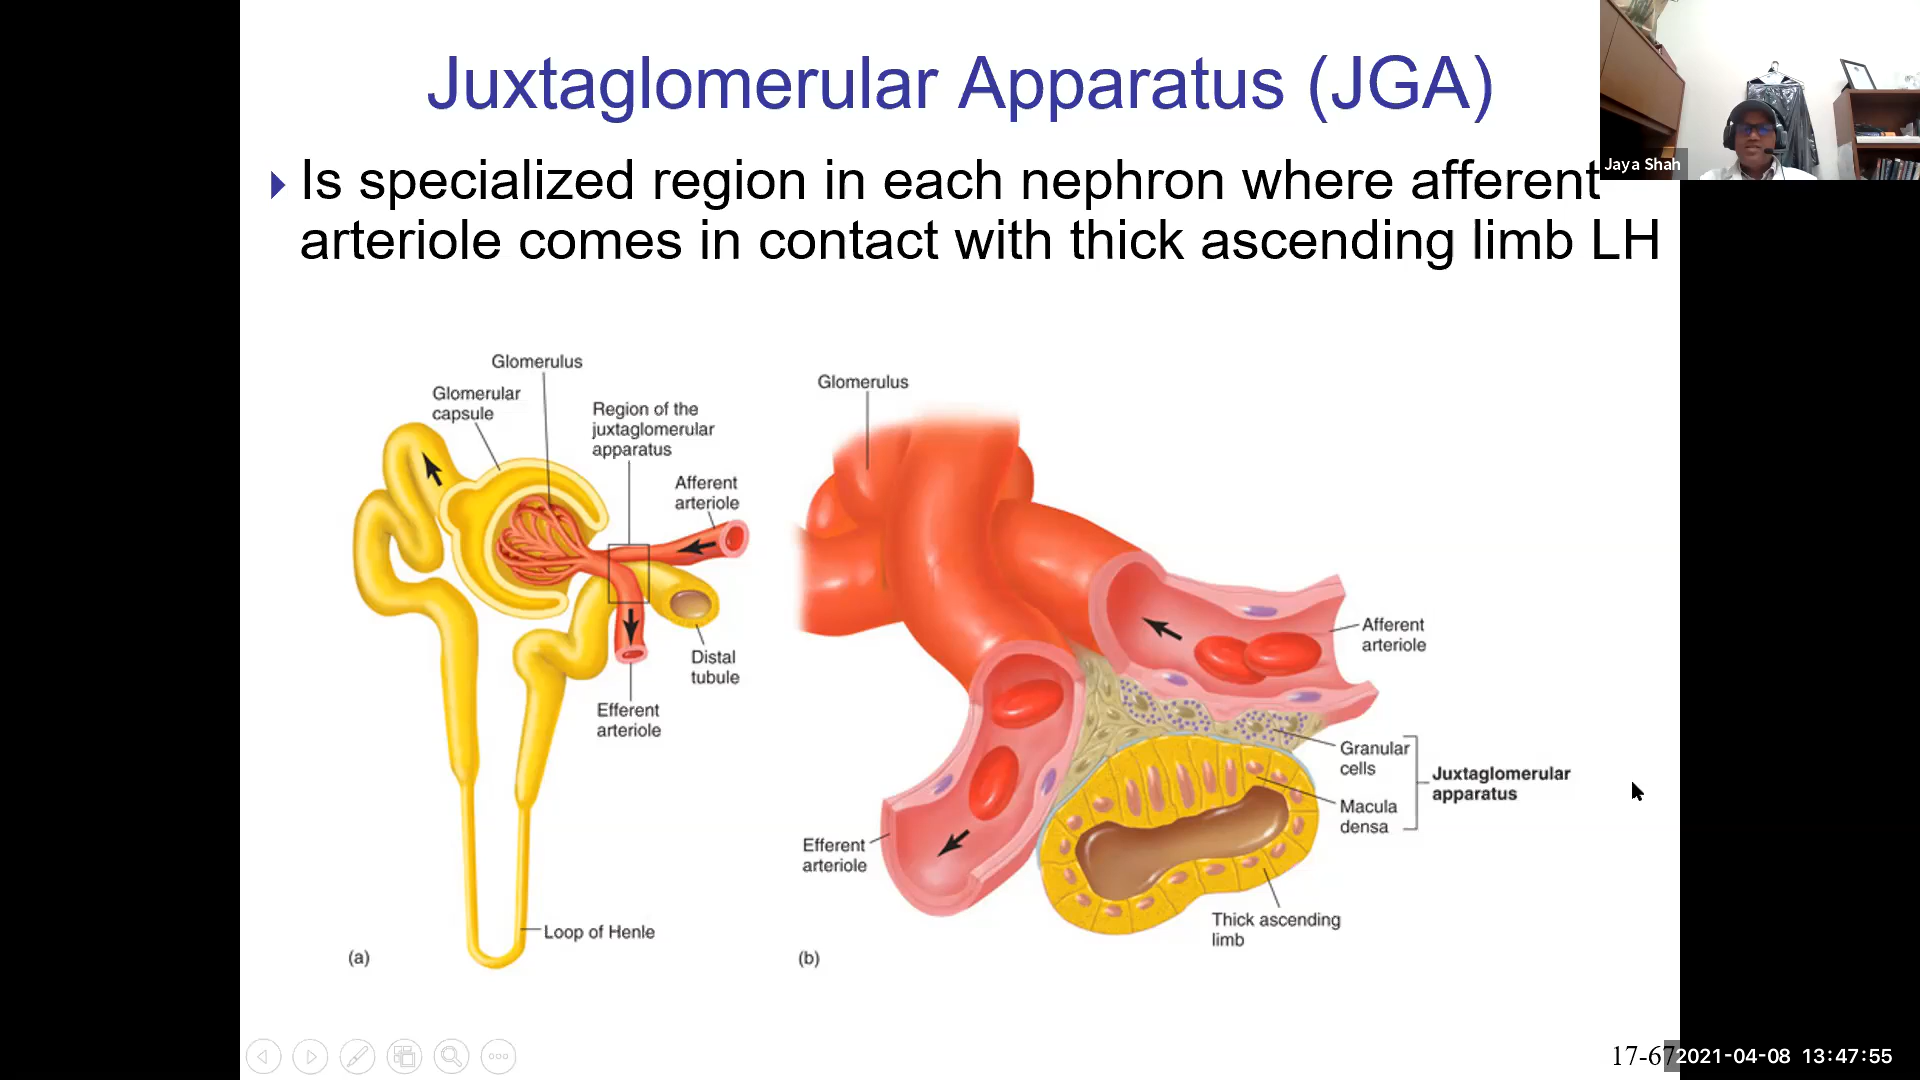 Juxtaglomerular Apparatus (JGA)
Is specialized region in each nephron where afferent
arteriole comes in contact with thick ascending limb LH
Jaya Shah
Glomerulus
Glomerular
capsule
Region of the
juxtaglomerular
apparatus
Afferent
arteriole
Distal
tubule
Efferent
arteriole
Loop of Henle
(a)
Glomerulus
Afferent
arteriole
Granular
cells
Macula
densa
Juxtaglomerular
apparatus
Efferent
arteriole
Thick ascending
limb
(b)
17-67
2021-04-08 13:47:55